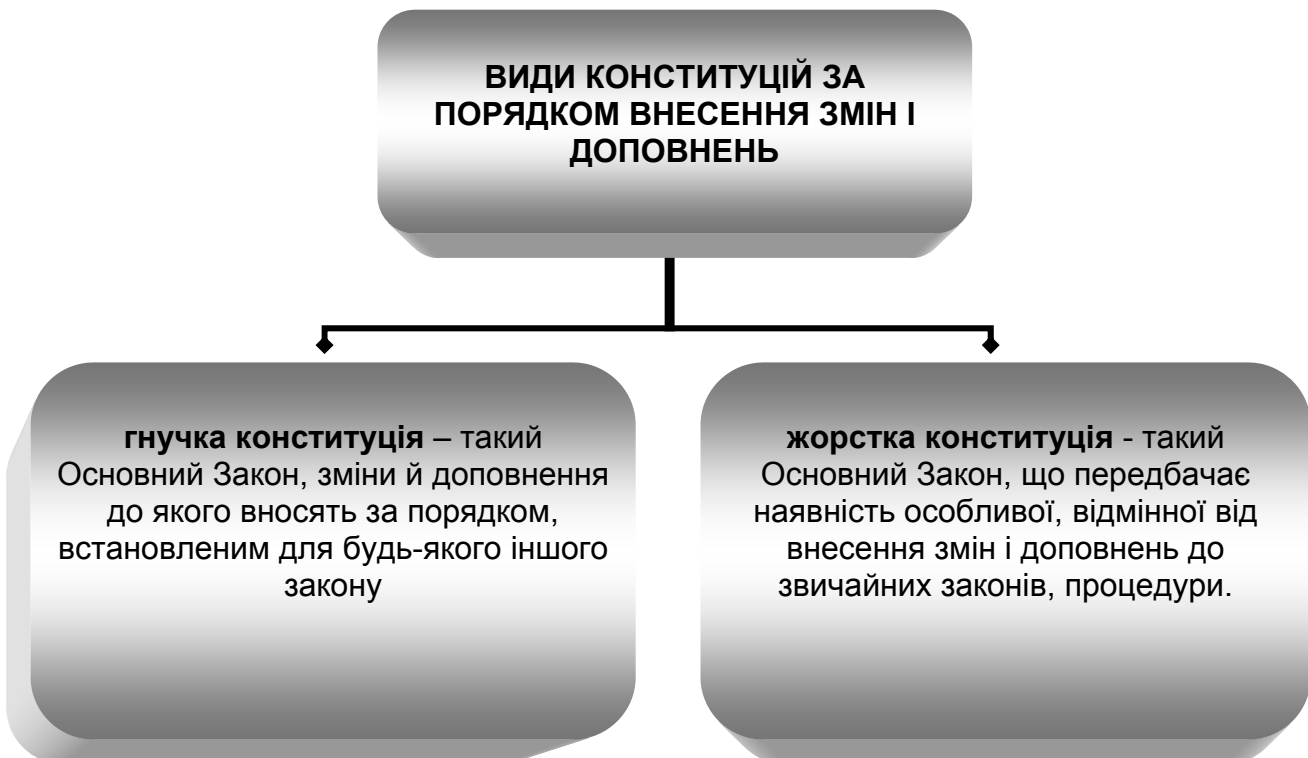 ВИДИ КОНСТИТУЦІЙ ЗА
ПОРЯДКОМ ВНЕСЕННЯ ЗМІН І
ДОПОВНЕНЬ
гнучка конституція – такий
Основний Закон, зміни й доповнення
до якого вносять за порядком,
встановленим для будь-якого іншого
закону
жорстка конституція - такий
Основний Закон, що передбачає
наявність особливої, відмінної від
внесення змін і доповнень до
звичайних законів, процедури.